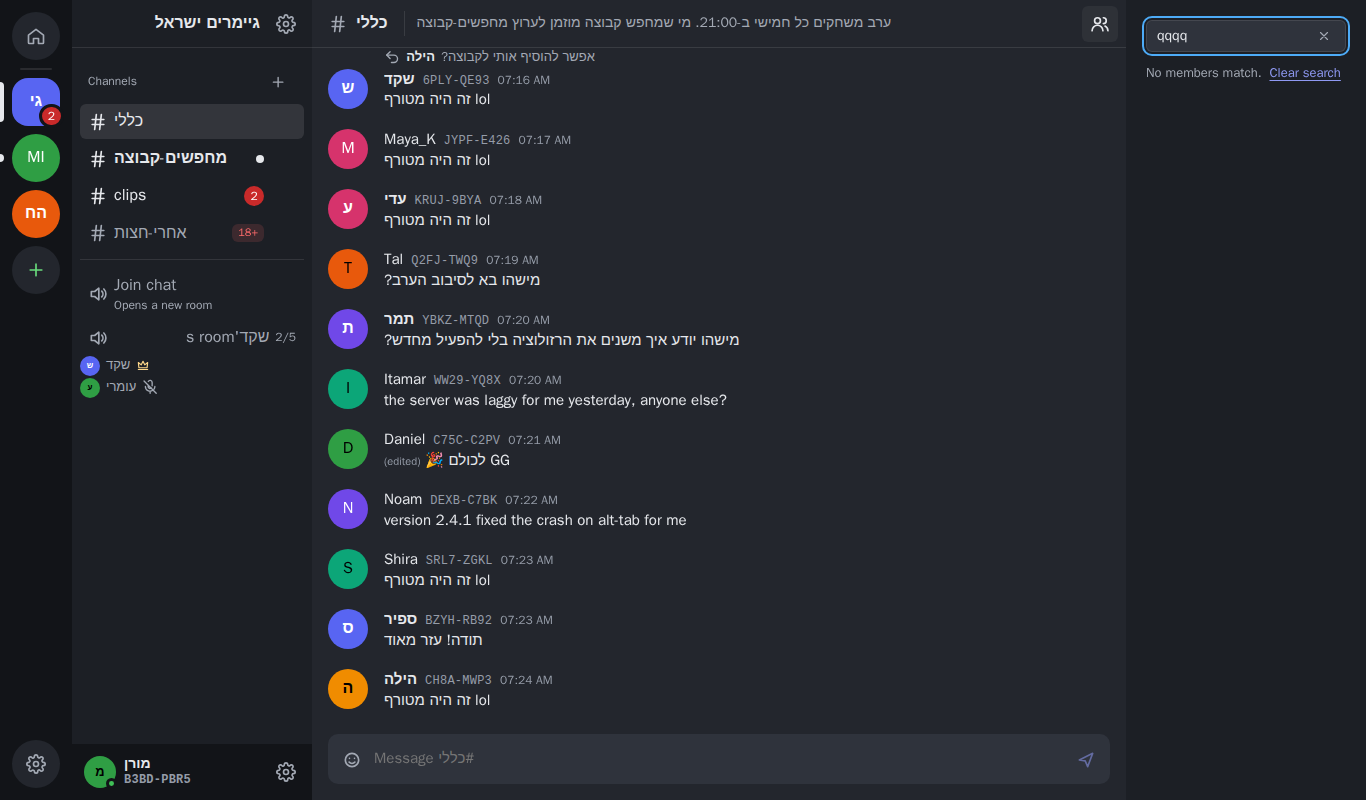 גי
2
MI
הח
גיימרים ישראל
Channels
כללי
מחפשים-קבוצה
clips
2
אחרי-חצות
18+
Join chat
Opens a new room
שקד's room
2/5
ש
שקד
ע
עומרי
מ
מורן
B3BD-PBR5
כללי
ערב משחקים כל חמישי ב-21:00. מי שמחפש קבוצה מוזמן לערוץ מחפשים-קבוצה
הילה אפשר להוסיף אותי לקבוצה?
ש
שקד 6PLY-QE93 07:16 AM
זה היה מטורף lol
M
Maya_K JYPF-E426 07:17 AM
זה היה מטורף lol
ע
עדי KRUJ-9BYA 07:18 AM
זה היה מטורף lol
T
Tal Q2FJ-TWQ9 07:19 AM
מישהו בא לסיבוב הערב?
ת
תמר YBKZ-MTQD 07:20 AM
מישהו יודע איך משנים את הרזולוציה בלי להפעיל מחדש?
I
Itamar WW29-YQ8X 07:20 AM
the server was laggy for me yesterday, anyone else?
D
Daniel C75C-C2PV 07:21 AM
GG לכולם 🎉 (edited)
N
Noam DEXB-C7BK 07:22 AM
version 2.4.1 fixed the crash on alt-tab for me
S
Shira SRL7-ZGKL 07:23 AM
זה היה מטורף lol
ס
ספיר BZYH-RB92 07:23 AM
תודה! עזר מאוד
ה
הילה CH8A-MWP3 07:24 AM
זה היה מטורף lol
Message #כללי
qqqq
No members match. Clear search